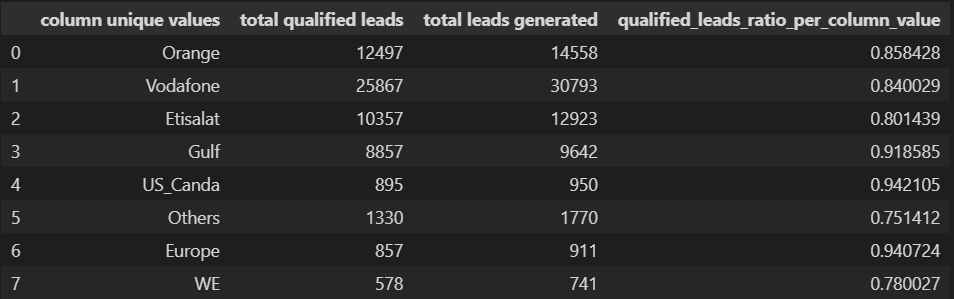 column unique values total qualified leads total leads generated qualified_leads_ratio_per_column_value
0 Orange 12497 14558 0.858428
1 Vodafone 25867 30793 0.840029
2 Etisalat 10357 12923 0.801439
3 Gulf 8857 9642 0.918585
4 US_Canda 895 950 0.942105
5 Others 1330 1770 0.751412
6 Europe 857 911 0.940724
7 WE 578 741 0.780027